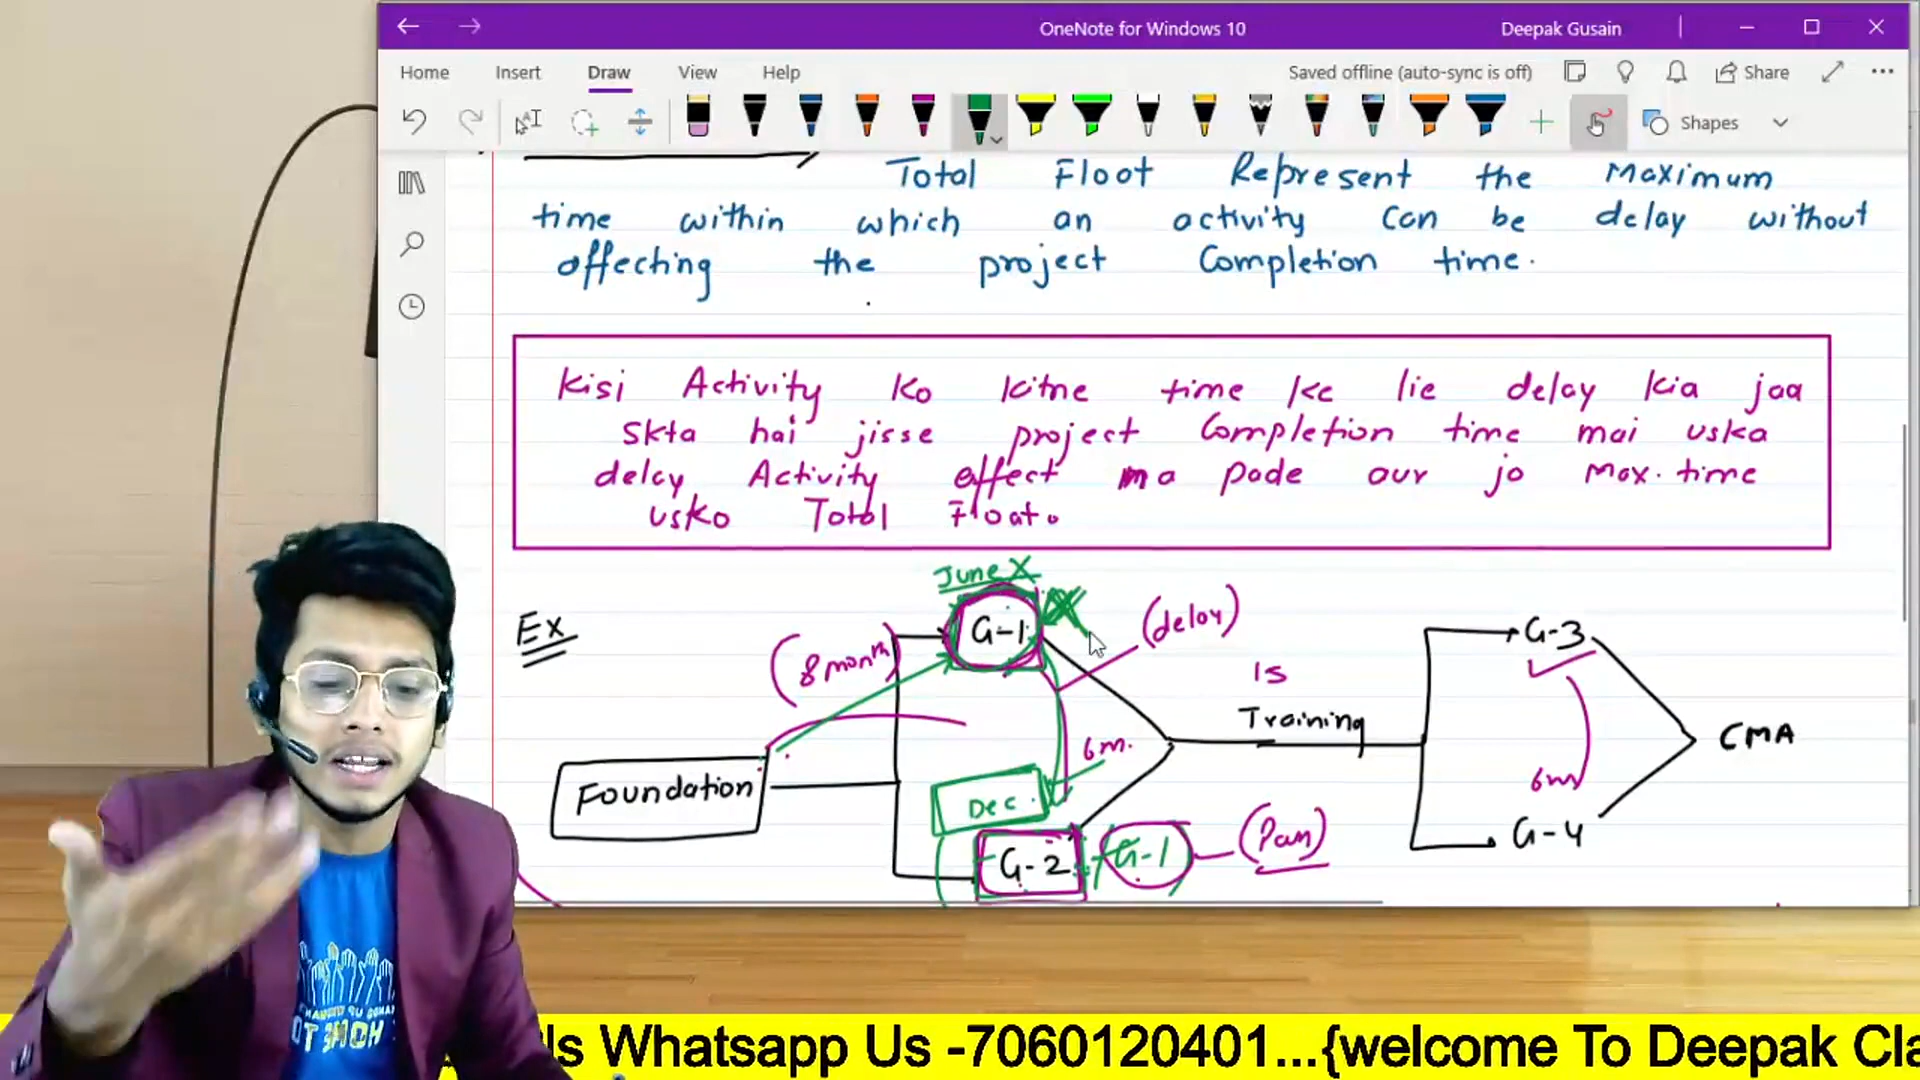 OneNote for Windows 10
Deepak Gusain
Home Insert Draw View Help
Saved offline (auto-sync is off)
Share
Shapes
Total Float Represent the maximum
time within which an activity can be delay without
affecting the project Completion time.
Kisi Activity ko kitne time ke lie delay kia jaa
skta hai jisse project Completion time mai uska
delay Activity effect na pade aur jo max. time
usko Total Float.
June X
Ex
G-1
(delay)
(8 month)
G-3
Is
Training
CMA
6m.
6m
Foundation
Dec.
G-2
G-1
G-4
ls Whatsapp Us -7060120401...{welcome To Deepak Cla
HOME TO